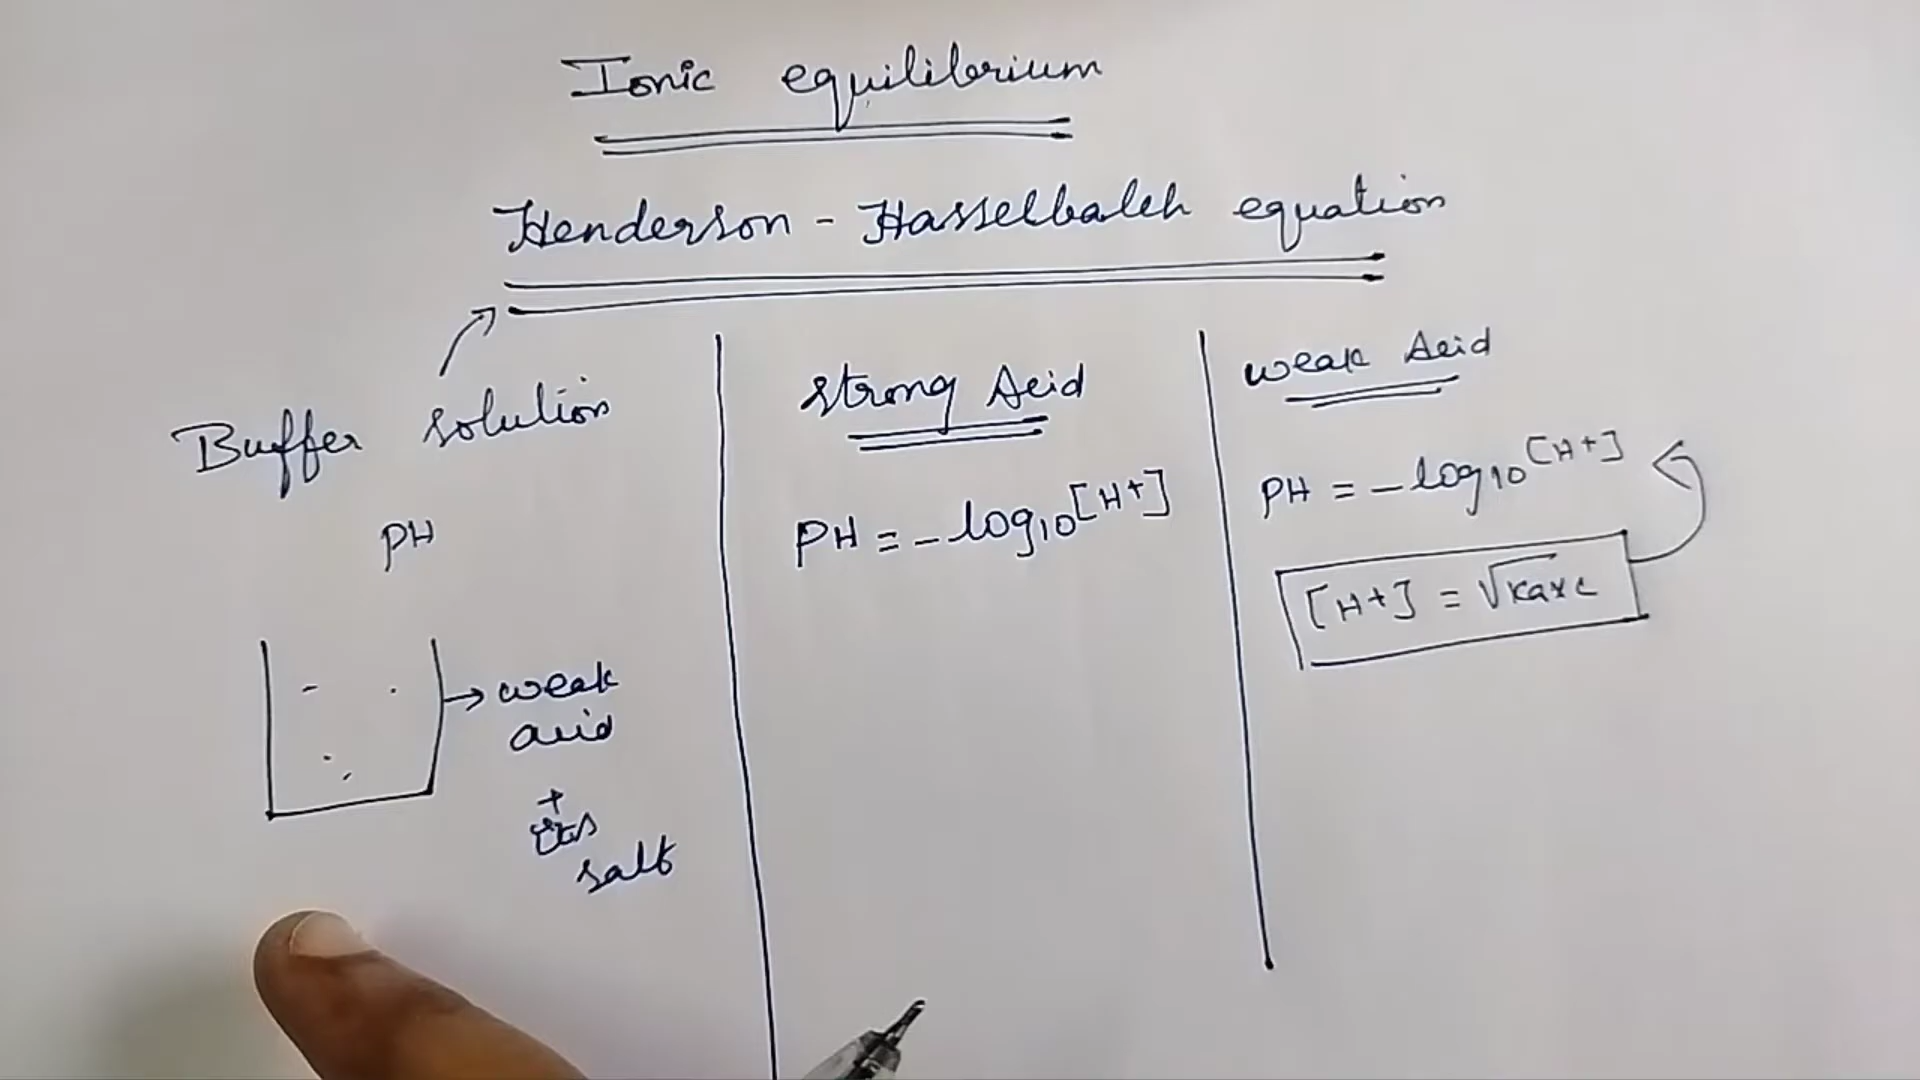 Ionic equilibrium
Henderson - Hasselbalch equation
Buffer solution
PH
weak
acid
+
its
salt
Strong Acid
PH = -log10[H+]
weak Acid
PH = -log10[H+]
[H+] = √Kaxc